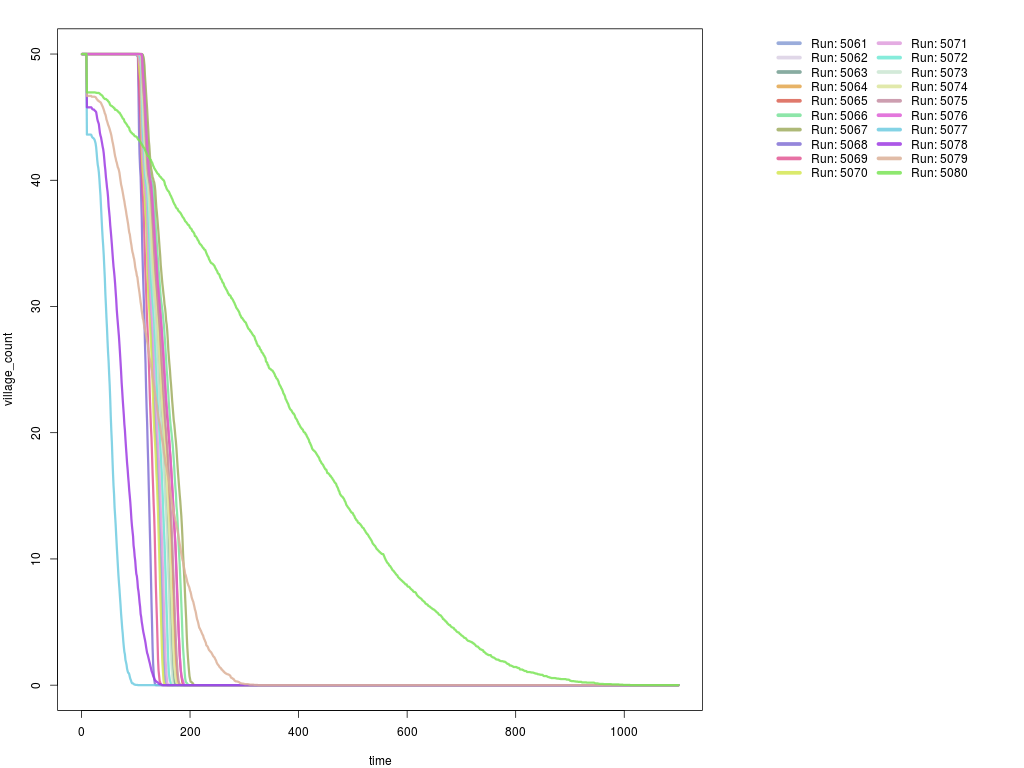 50
40
30
20
10
0
village_count
0 200 400 600 800 1000
time
Run: 5061 Run: 5071
Run: 5062 Run: 5072
Run: 5063 Run: 5073
Run: 5064 Run: 5074
Run: 5065 Run: 5075
Run: 5066 Run: 5076
Run: 5067 Run: 5077
Run: 5068 Run: 5078
Run: 5069 Run: 5079
Run: 5070 Run: 5080